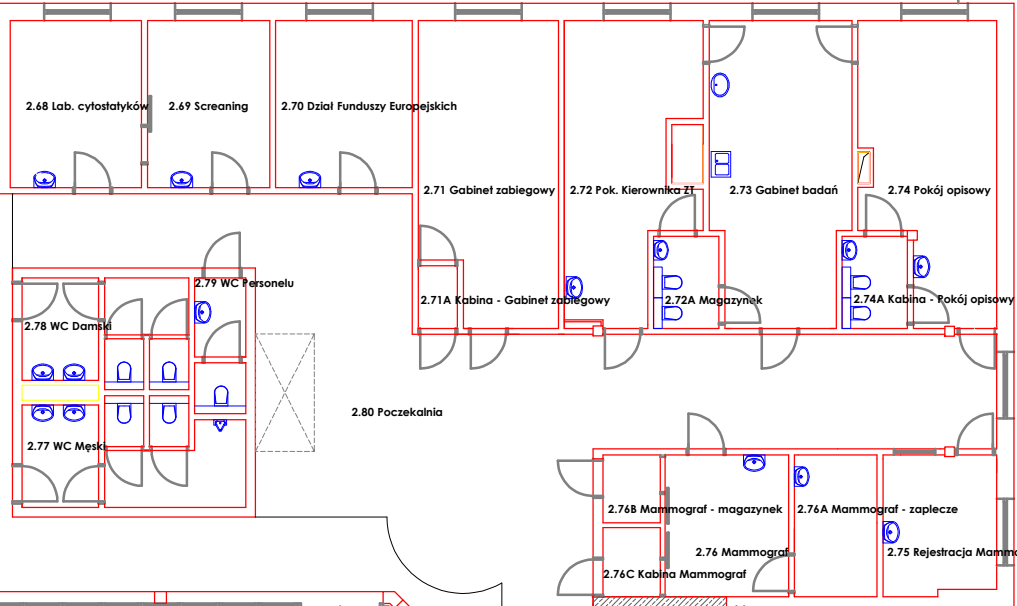 2.68 Lab. cytostatyków
2.69 Screaning
2.70 Dział Funduszy Europejskich
2.71 Gabinet zabiegowy
2.72 Pok. Kierownika ZT
2.73 Gabinet badań
2.74 Pokój opisowy
2.79 WC Personelu
2.71A Kabina - Gabinet zabiegowy
2.72A Magazynek
2.74A Kabina - Pokój opisowy
2.78 WC Damski
2.80 Poczekalnia
2.77 WC Męski
2.76B Mammograf - magazynek
2.76A Mammograf - zaplecze
2.76 Mammograf
2.75 Rejestracja Mammo
2.76C Kabina Mammograf